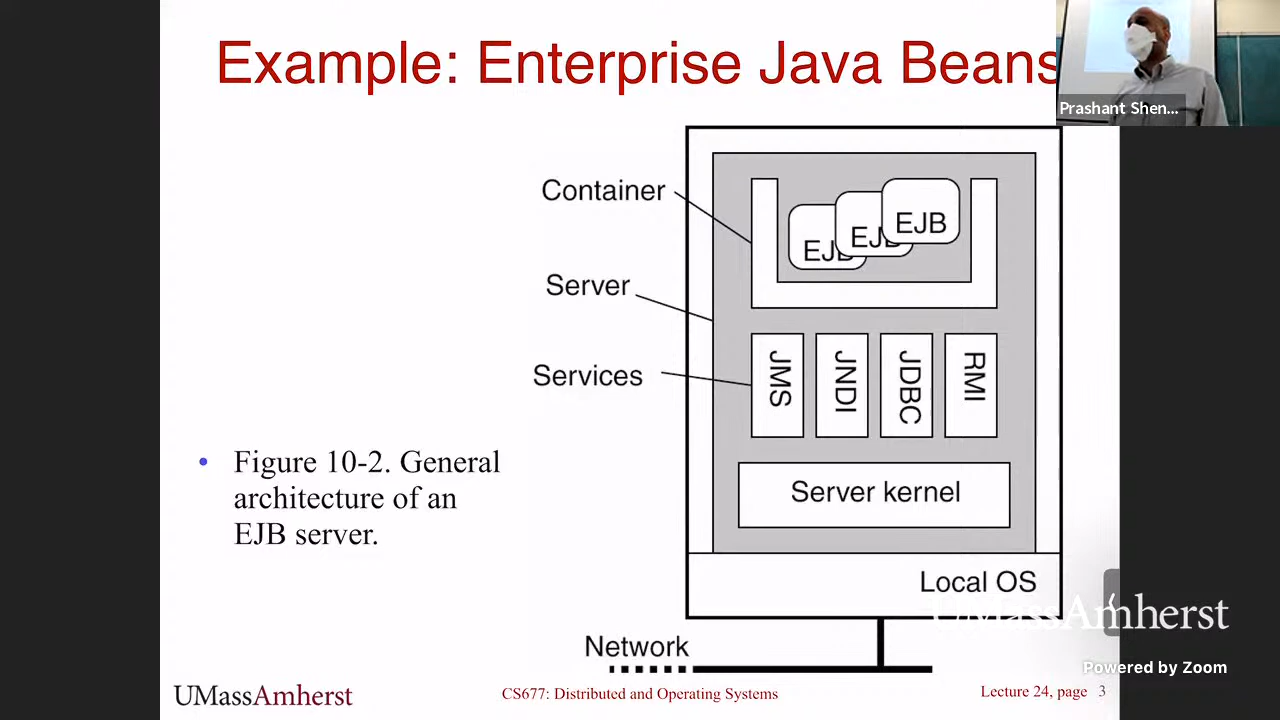 Example: Enterprise Java Beans
Prashant Shen...
Container
EJB
EJB
EJB
Server
Services
JMS
JNDI
JDBC
RMI
• Figure 10-2. General
architecture of an
EJB server.
Server kernel
Local OS
UMassAmherst
Network
Powered by Zoom
UMassAmherst
CS677: Distributed and Operating Systems
Lecture 24, page 3